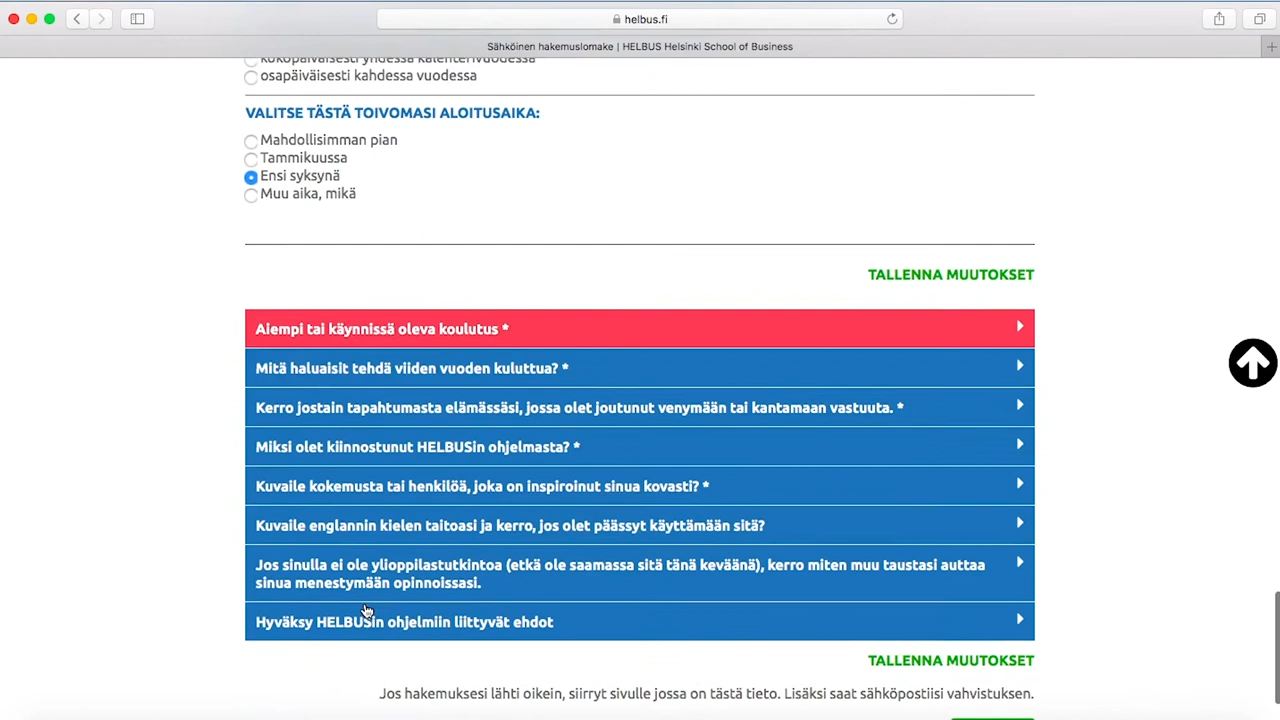 helbus.fi
Sähköinen hakemuslomake | HELBUS Helsinki School of Business
kokopäiväisesti yhdessä kalenterivuodessa
osapäiväisesti kahdessa vuodessa
VALITSE TÄSTÄ TOIVOMASI ALOITUSAIKA:
Mahdollisimman pian
Tammikuussa
Ensi syksynä
Muu aika, mikä
TALLENNA MUUTOKSET
Aiempi tai käynnissä oleva koulutus *
Mitä haluaisit tehdä viiden vuoden kuluttua? *
Kerro jostain tapahtumasta elämässäsi, jossa olet joutunut venymään tai kantamaan vastuuta. *
Miksi olet kiinnostunut HELBUSin ohjelmasta? *
Kuvaile kokemusta tai henkilöä, joka on inspiroinut sinua kovasti? *
Kuvaile englannin kielen taitoasi ja kerro, jos olet päässyt käyttämään sitä?
Jos sinulla ei ole ylioppilastutkintoa (etkä ole saamassa sitä tänä keväänä), kerro miten muu taustasi auttaa
sinua menestymään opinnoissasi.
Hyväksy HELBUSin ohjelmiin liittyvät ehdot
TALLENNA MUUTOKSET
Jos hakemuksesi lähti oikein, siirryt sivulle jossa on tästä tieto. Lisäksi saat sähköpostiisi vahvistuksen.